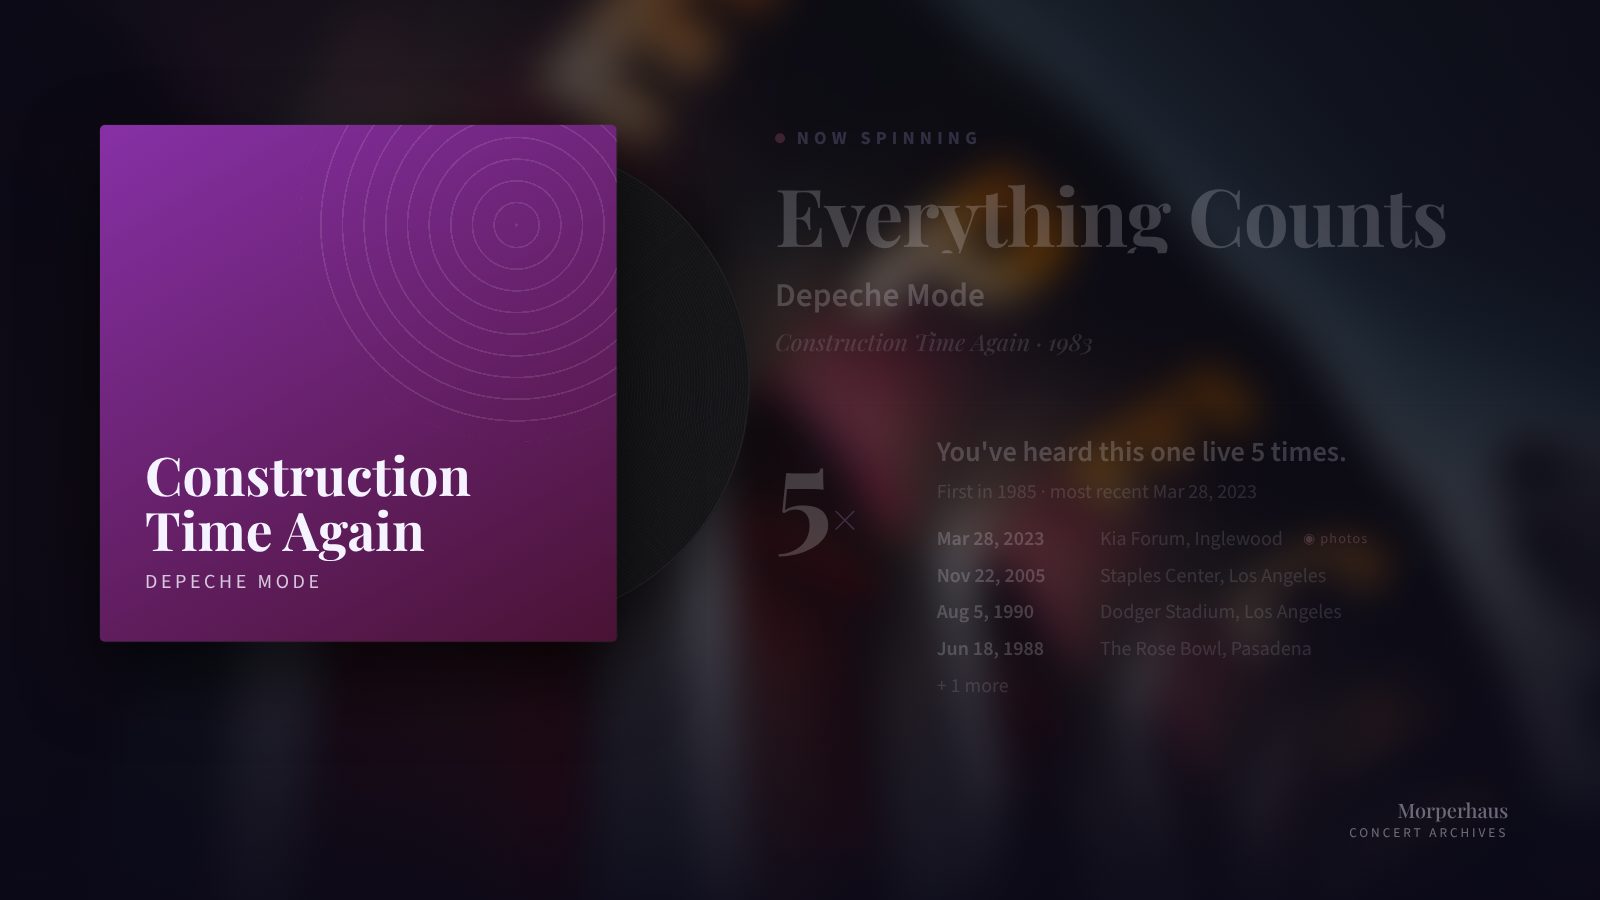 Construction
Time Again
DEPECHE MODE
NOW SPINNING
Everything Counts
Depeche Mode
Construction Time Again · 1983
5×
You've heard this one live 5 times.
First in 1985 · most recent Mar 28, 2023
Mar 28, 2023 Kia Forum, Inglewood ◉ photos
Nov 22, 2005 Staples Center, Los Angeles
Aug 5, 1990 Dodger Stadium, Los Angeles
Jun 18, 1988 The Rose Bowl, Pasadena
+ 1 more
Morperhaus
CONCERT ARCHIVES